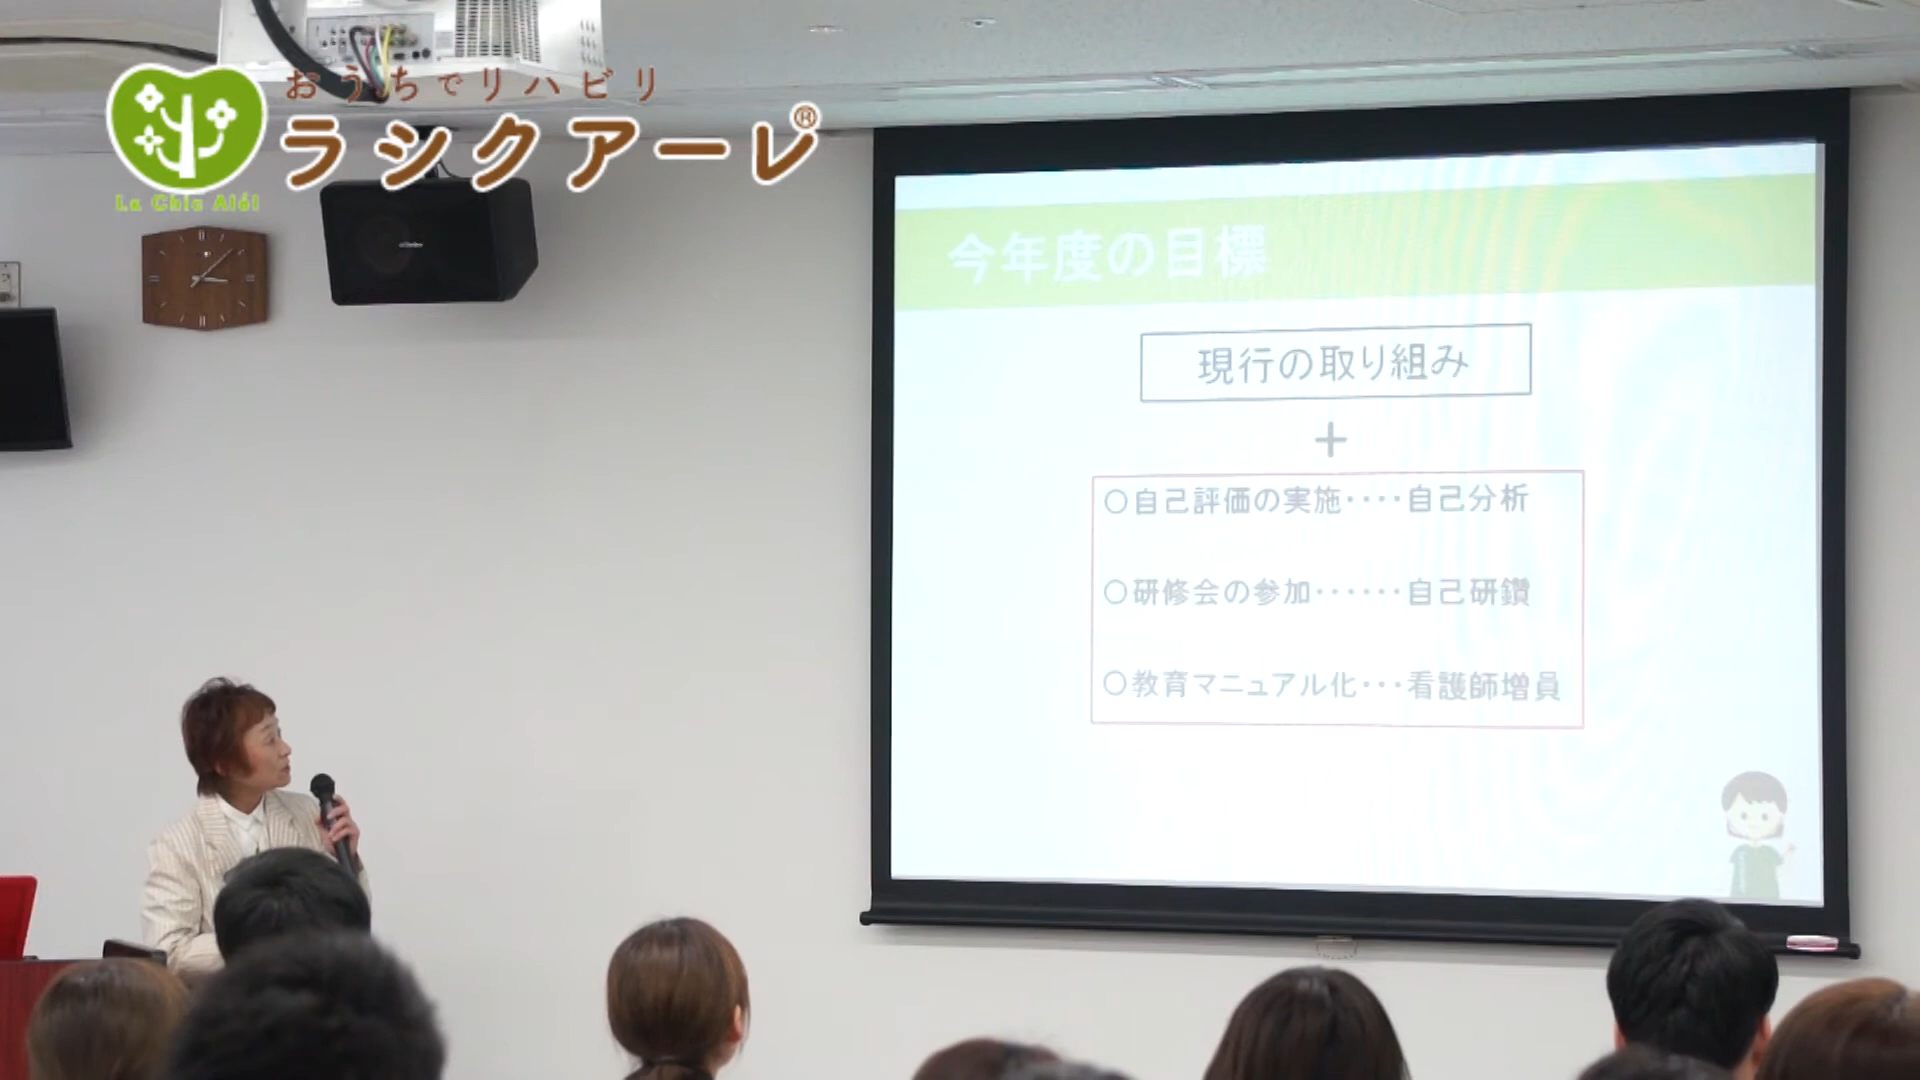 おうちでリハビリ
ラシクアーレ®
La Chic Alé!
今年度の目標
現行の取り組み
+
○自己評価の実施････自己分析
○研修会の参加･･････自己研鑽
○教育マニュアル化･･･看護師増員